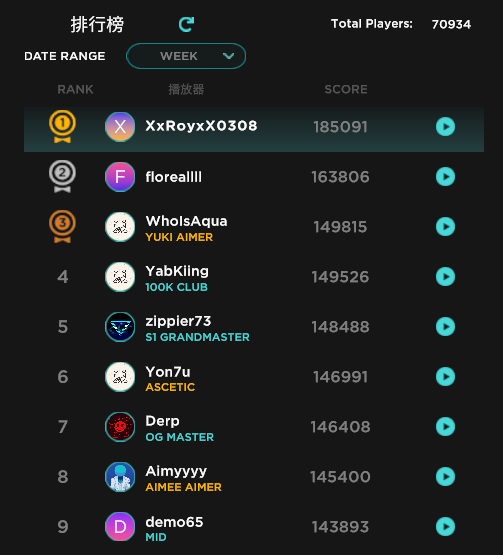 排行榜
Total Players: 70934
DATE RANGE WEEK
RANK 播放器 SCORE
1 X XxRoyxX0308 185091
2 F floreallll 163806
3 WhoIsAqua 149815
YUKI AIMER
4 YabKiing 149526
100K CLUB
5 zippier73 148488
S1 GRANDMASTER
6 Yon7u 146991
ASCETIC
7 Derp 146408
OG MASTER
8 Aimyyyy 145400
AIMEE AIMER
9 D demo65 143893
MID